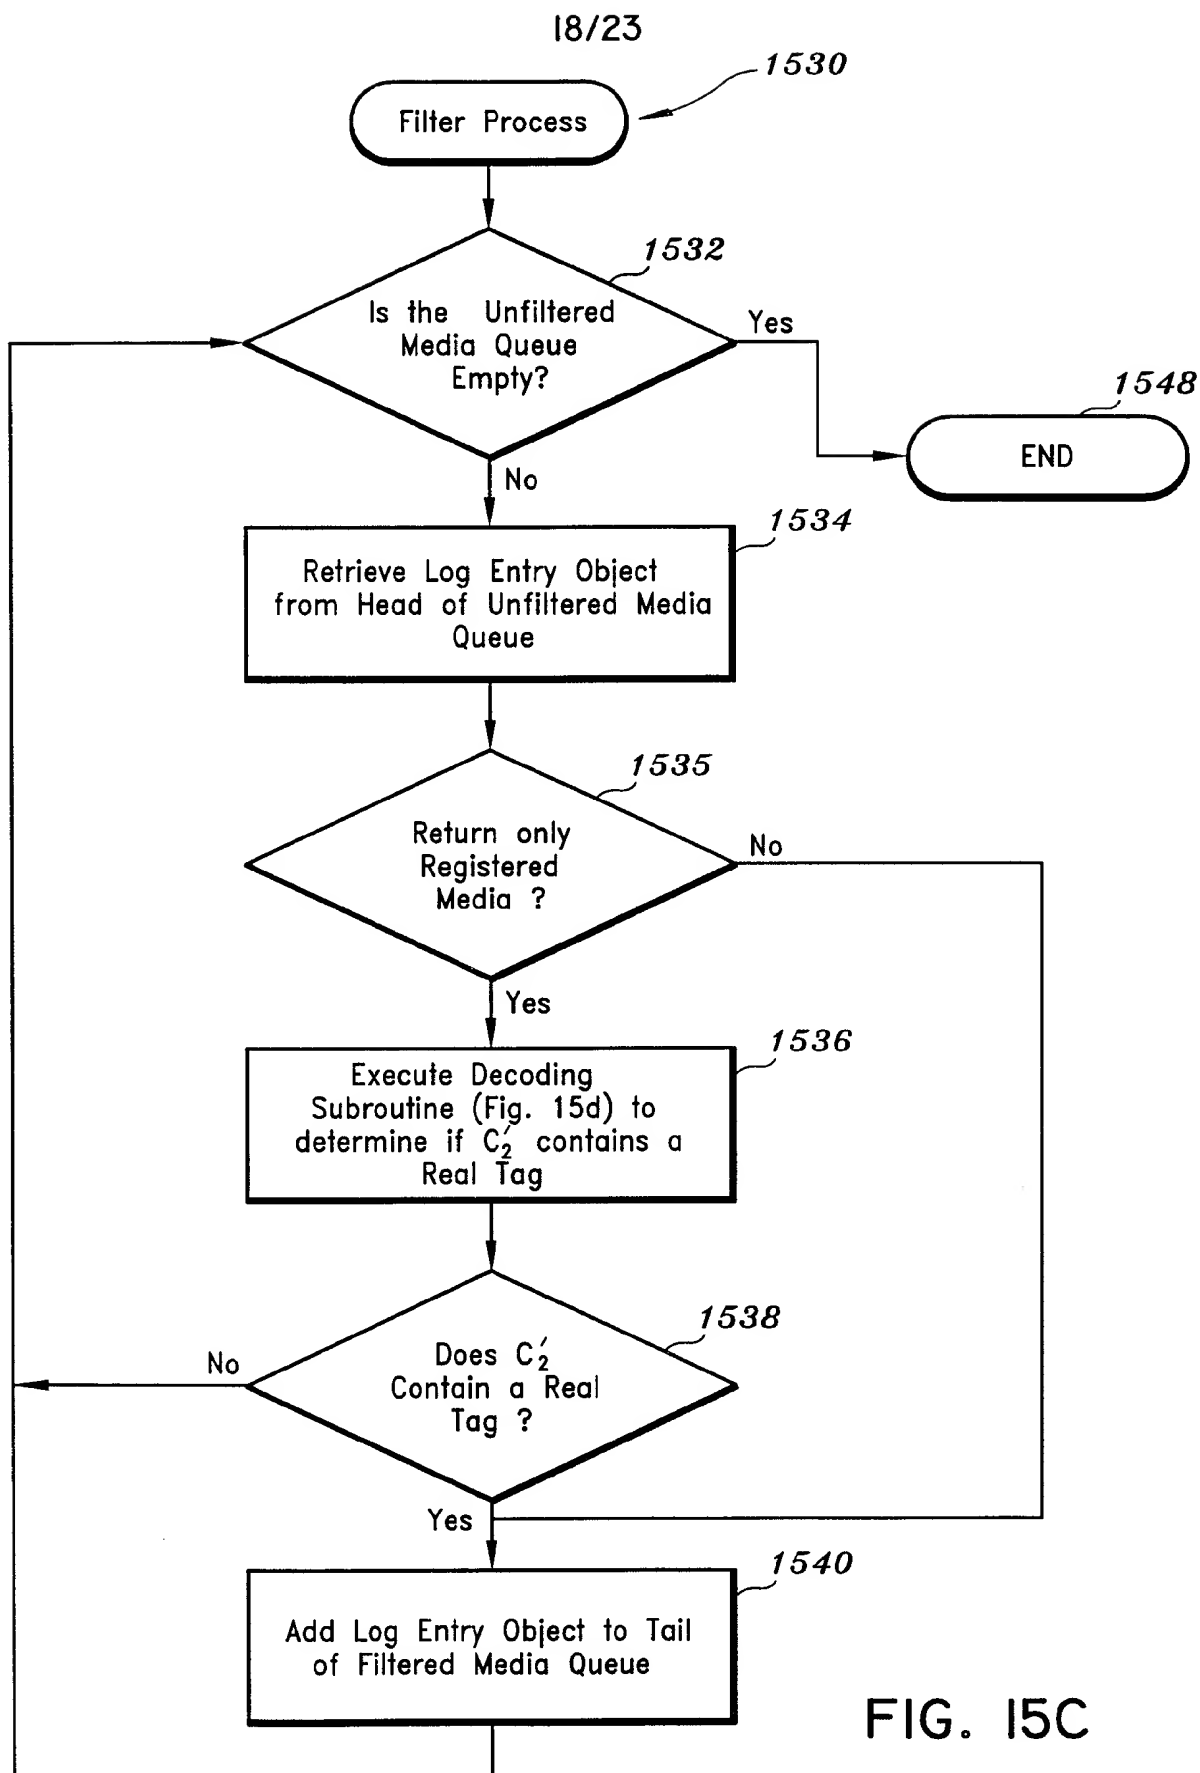 18/23
1530
Filter Process
1532
Is the Unfiltered
Media Queue
Empty?
Yes
1548
END
No
1534
Retrieve Log Entry Object
from Head of Unfiltered Media
Queue
1535
Return only
Registered
Media ?
No
Yes
1536
Execute Decoding
Subroutine (Fig. 15d) to
determine if C₂′ contains a
Real Tag
1538
Does C₂′
Contain a Real
Tag ?
No
Yes
1540
Add Log Entry Object to Tail
of Filtered Media Queue
FIG. 15C